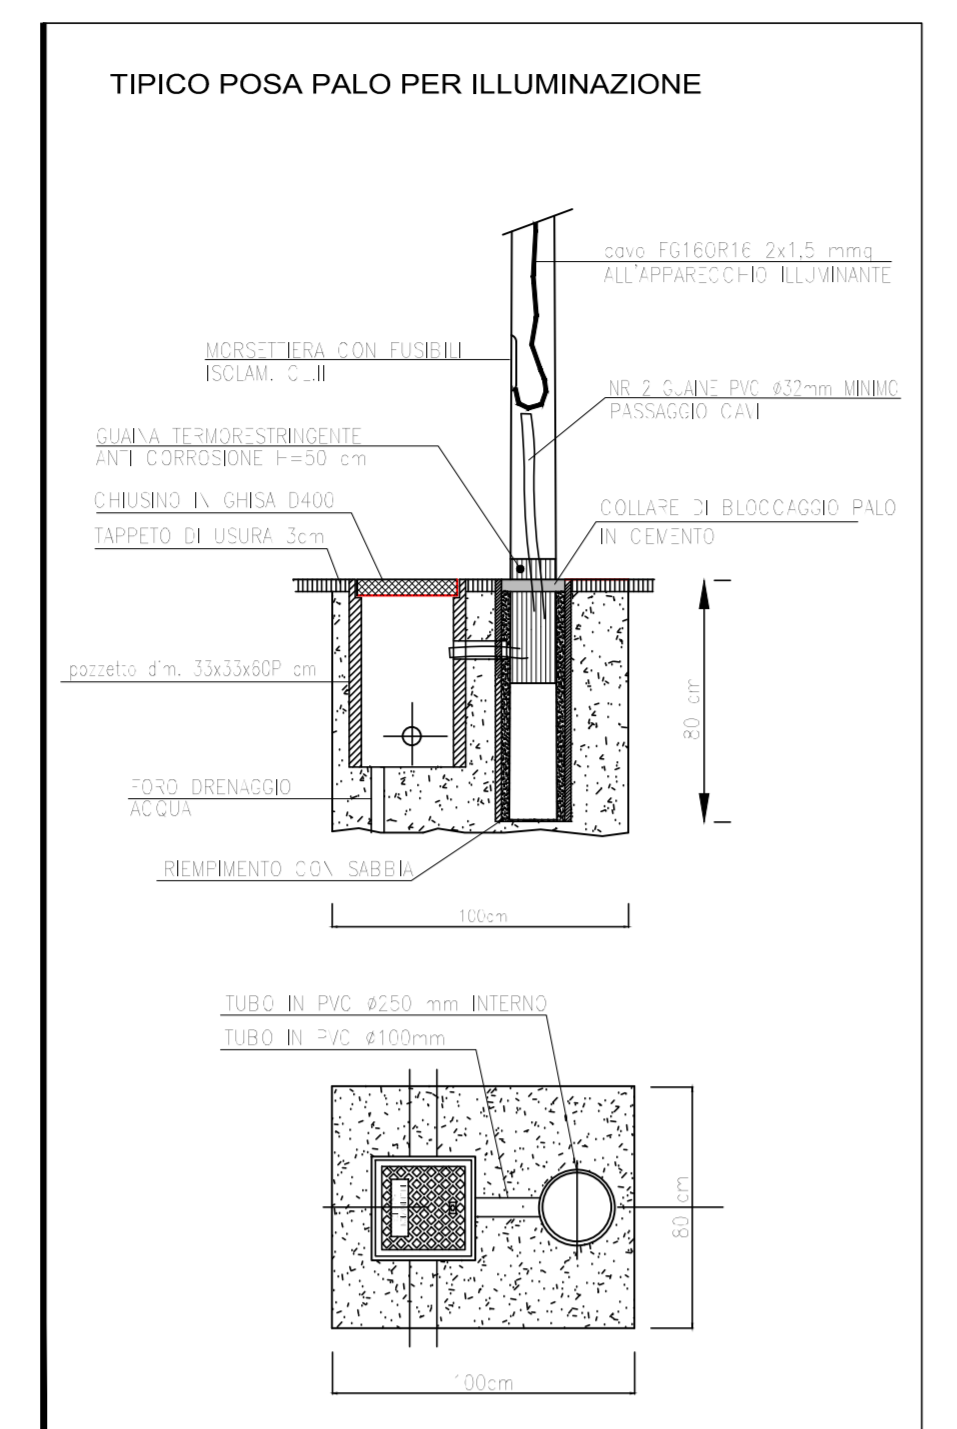 TIPICO POSA PALO PER ILLUMINAZIONE
cavo FG16OR16 2x1,5 mmq
ALL'APPARECCHIO ILLUMINANTE
MORSETTIERA CON FUSIBILI
ISOLAM. CL.II
NR 2 GUAINE PVC ø32mm MINIMO
PASSAGGIO CAVI
GUAINA TERMORESTRINGENTE
ANTI CORROSIONE H=50 cm
CHIUSINO IN GHISA D400
COLLARE DI BLOCCAGGIO PALO
IN CEMENTO
TAPPETO DI USURA 3cm
pozzetto dim. 33x33x60P cm
80 cm
FORO DRENAGGIO
ACQUA
RIEMPIMENTO CON SABBIA
100cm
TUBO IN PVC ø250 mm INTERNO
TUBO IN PVC ø100mm
80 cm
100cm